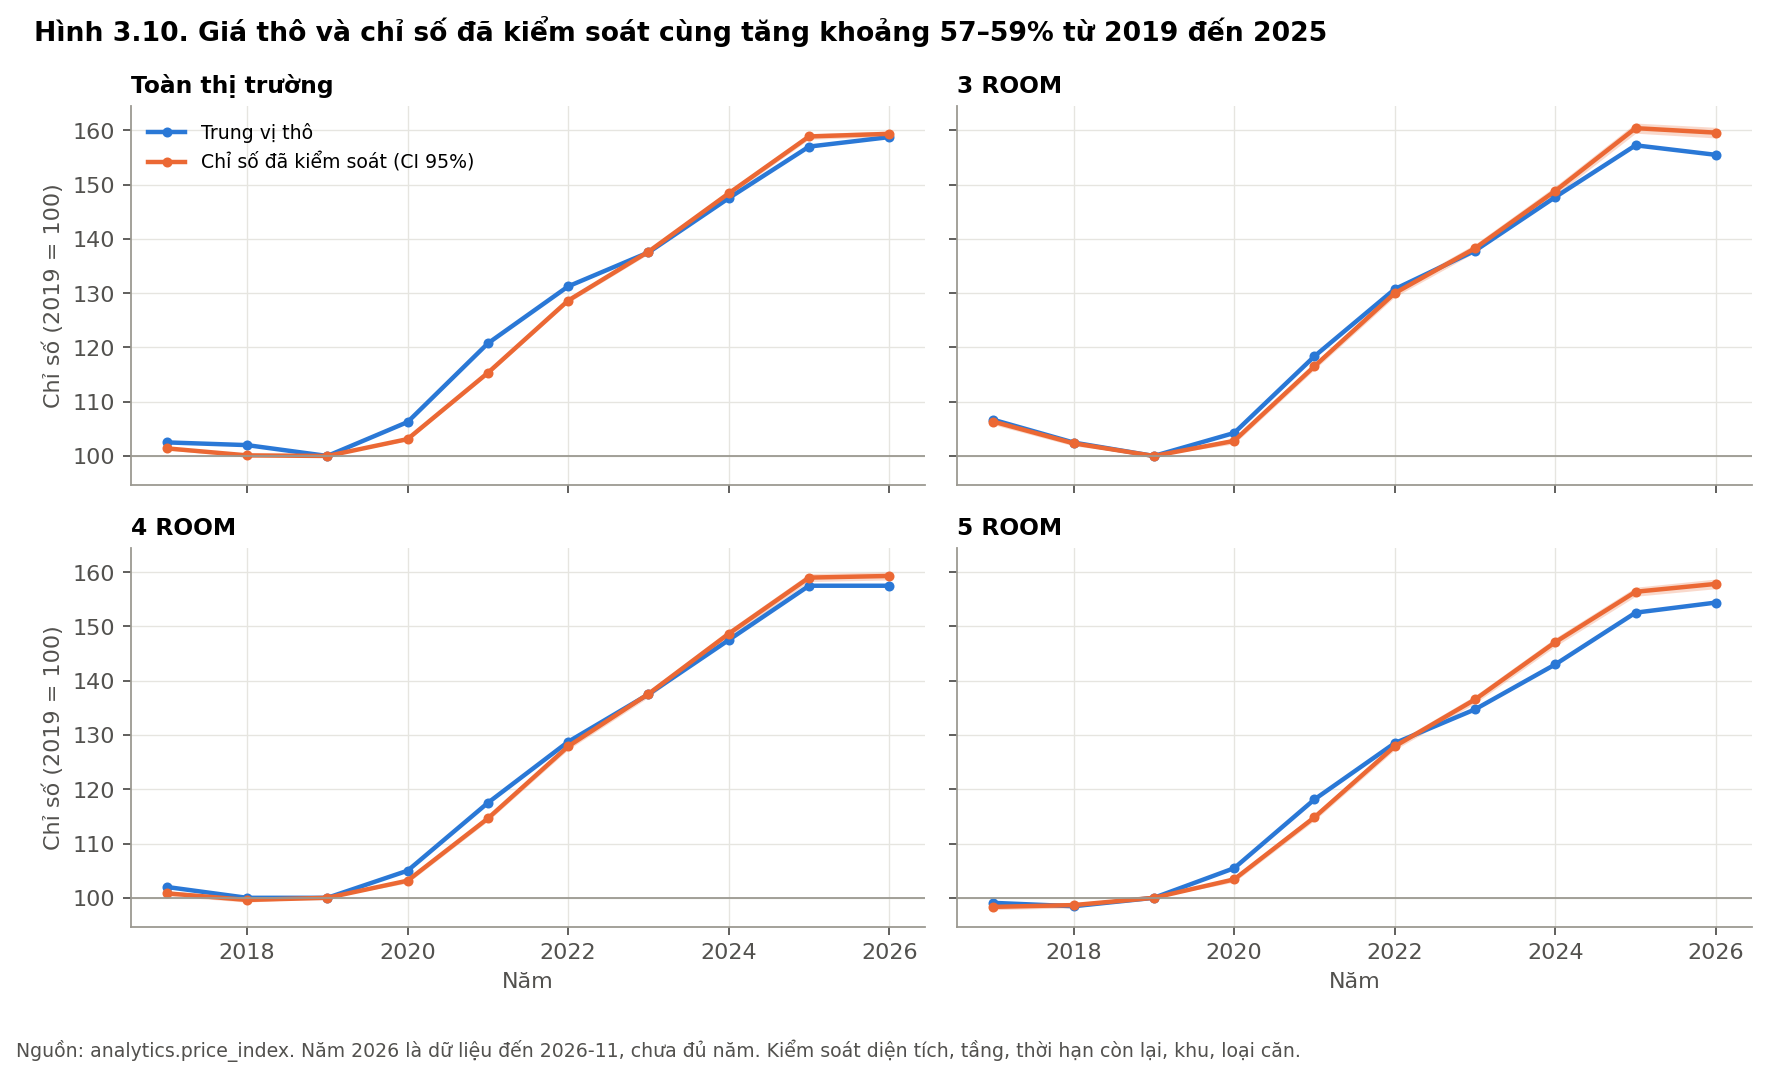 Hình 3.10. Giá thô và chỉ số đã kiểm soát cùng tăng khoảng 57–59% từ 2019 đến 2025
Toàn thị trường
Trung vị thô
Chỉ số đã kiểm soát (CI 95%)
Chỉ số (2019 = 100)
160
150
140
130
120
110
100
3 ROOM
4 ROOM
Chỉ số (2019 = 100)
160
150
140
130
120
110
100
2018
2020
2022
2024
2026
Năm
5 ROOM
2018
2020
2022
2024
2026
Năm
Nguồn: analytics.price_index. Năm 2026 là dữ liệu đến 2026-11, chưa đủ năm. Kiểm soát diện tích, tầng, thời hạn còn lại, khu, loại căn.